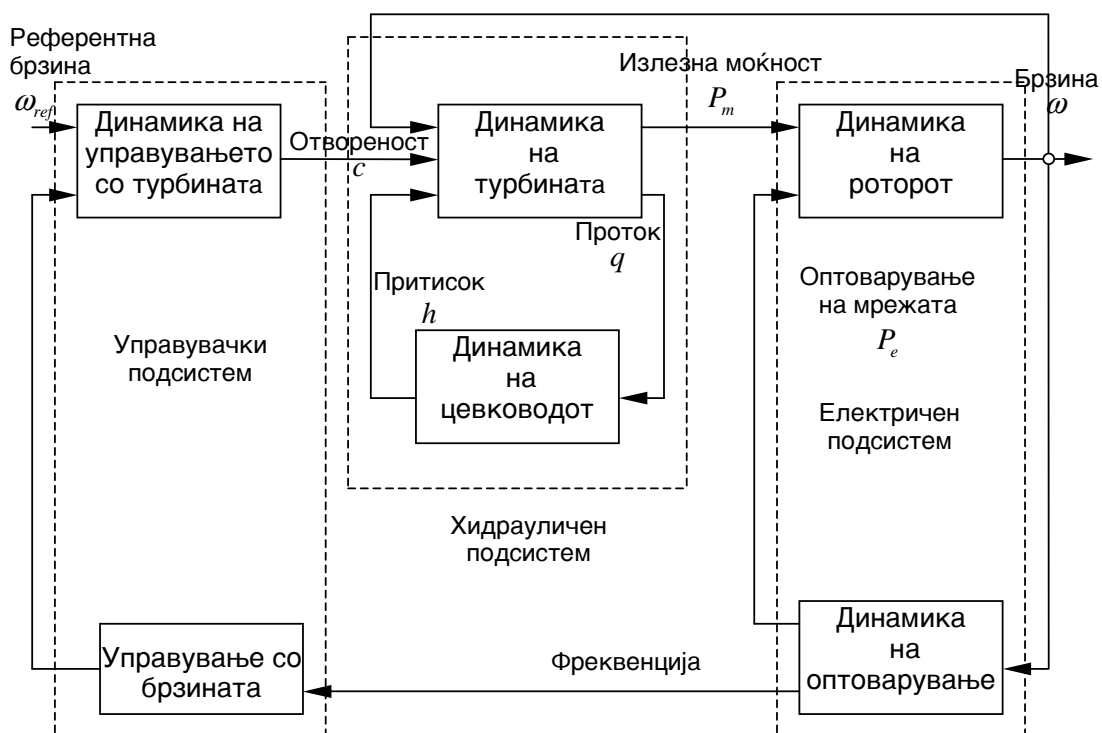 Референтна
брзина
ω_ref
Динамика на
управувањето
со турбината
Отвореност
c
Динамика
на
турбината
Излезна моќност
P_m
Динамика
на
роторот
Брзина
ω
Проток
q
Притисок
h
Динамика
на
цевководот
Оптоварување
на мрежата
P_e
Управувачки
подсистем
Електричен
подсистем
Хидрауличен
подсистем
Управување со
брзината
Фреквенција
Динамика
на
оптоварување